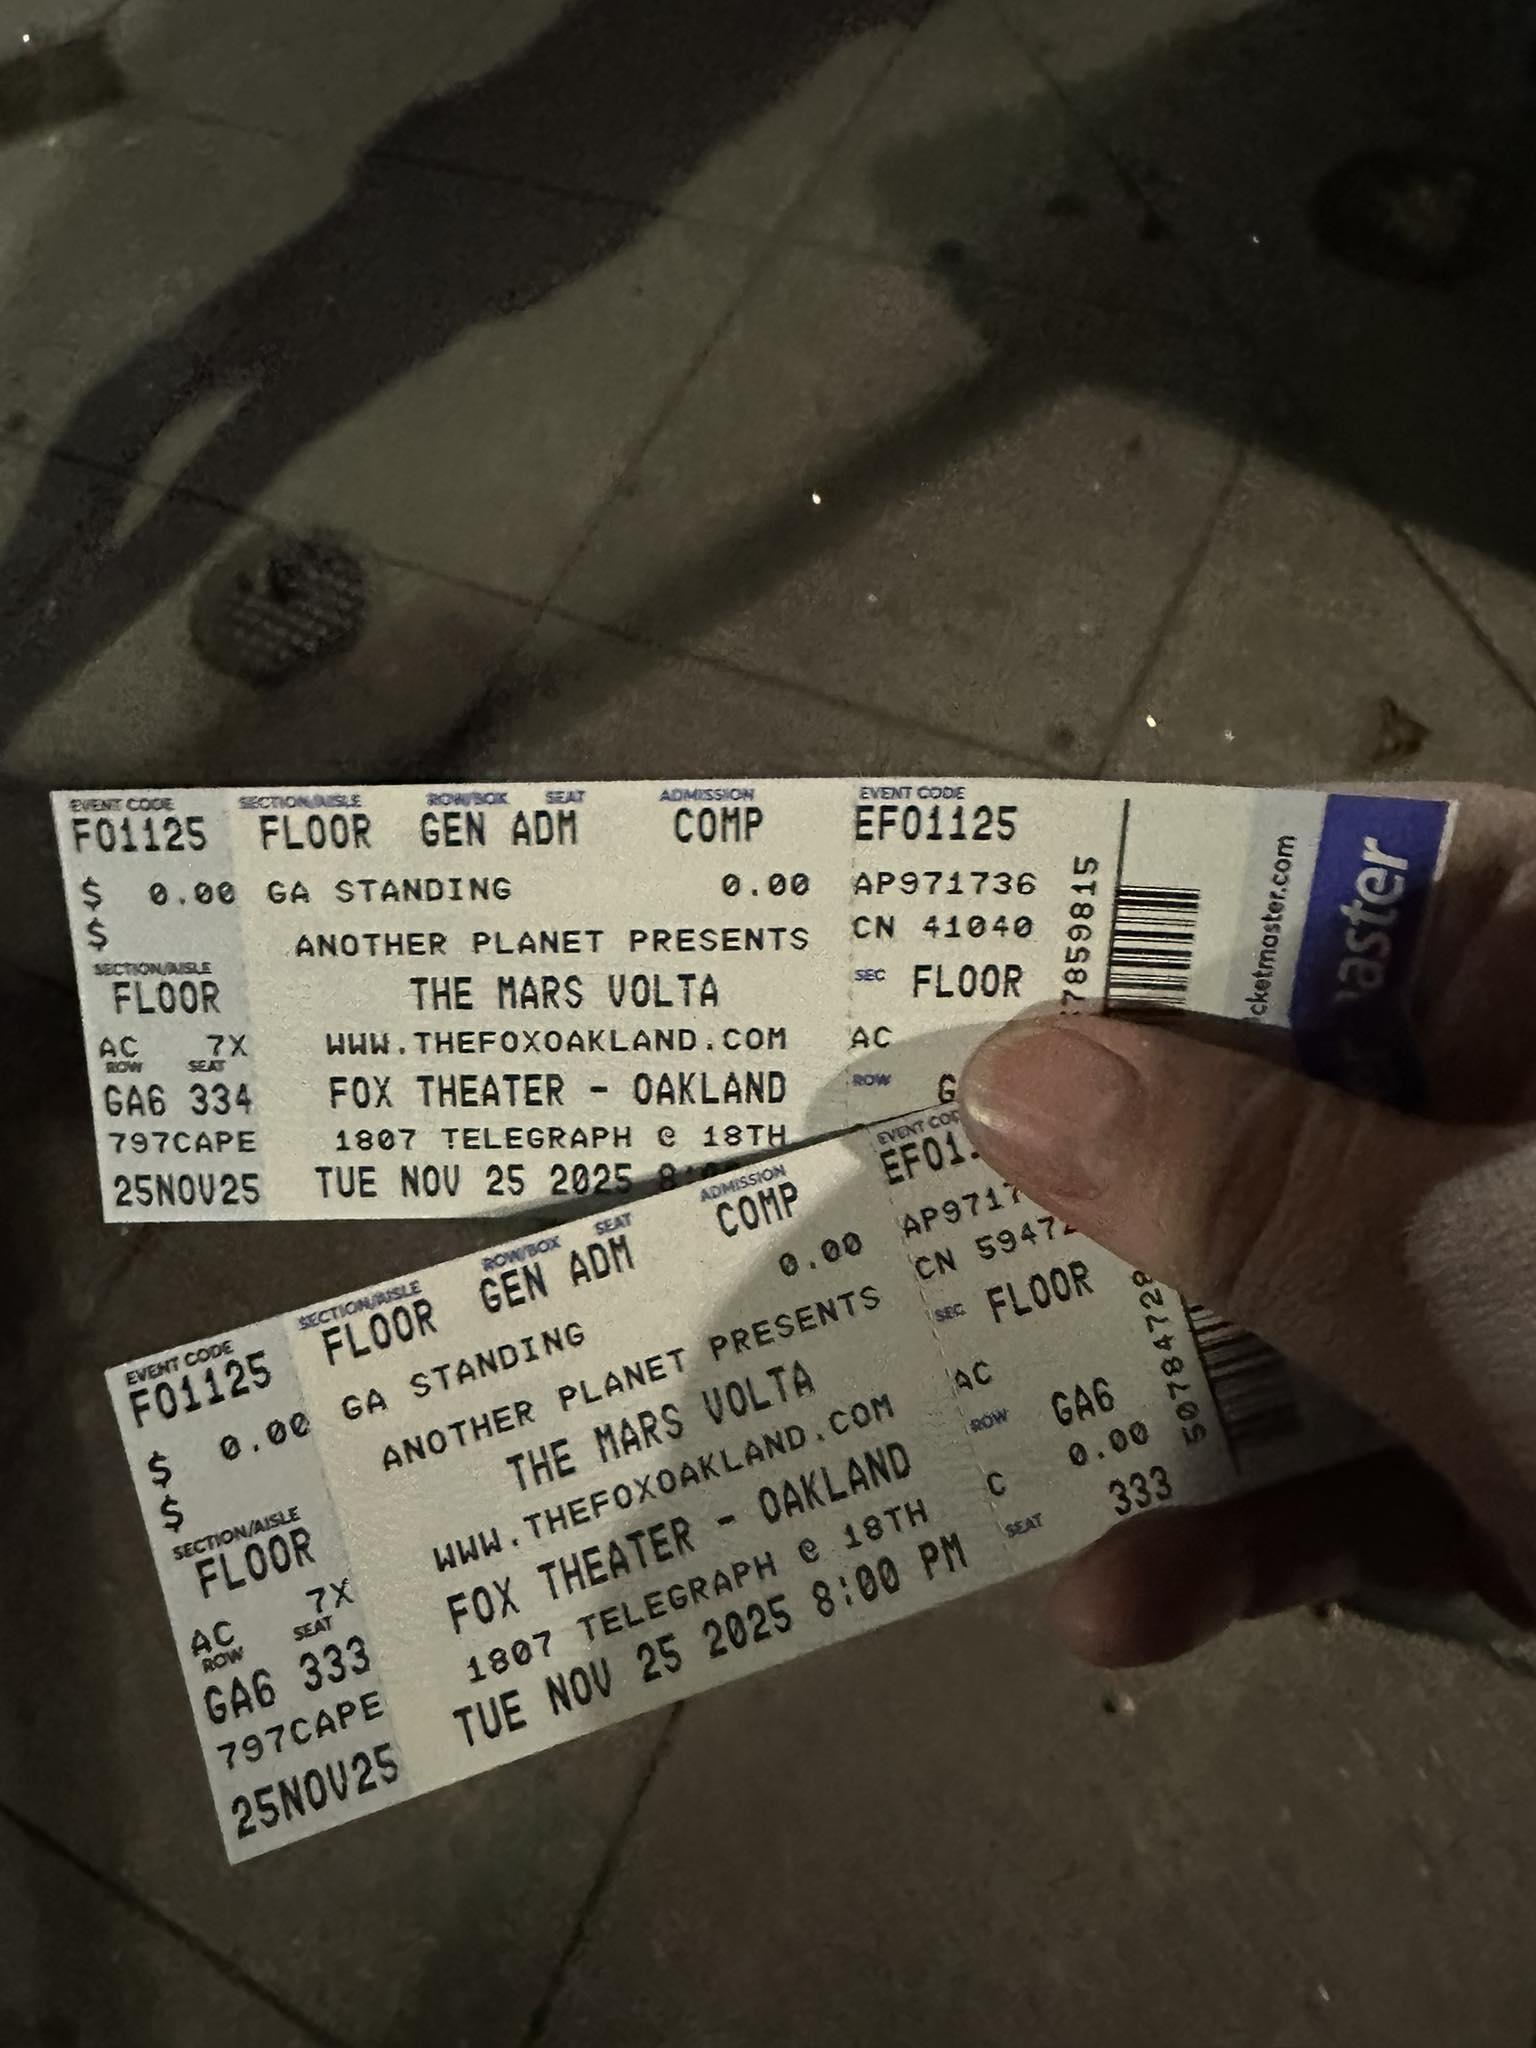 EVENT CODE SECTION/AISLE ROW/BOX SEAT ADMISSION EVENT CODE
F01125 FLOOR GEN ADM COMP EF01125
$ 0.00 GA STANDING 0.00 AP971736
$ ANOTHER PLANET PRESENTS CN 41040
SECTION/AISLE THE MARS VOLTA SEC FLOOR
FLOOR
AC 7X WWW.THEFOXOAKLAND.COM AC
ROW SEAT
GA6 334 FOX THEATER - OAKLAND ROW
797CAPE 1807 TELEGRAPH @ 18TH
25NOV25 TUE NOV 25 2025
EVENT CODE SECTION/AISLE ROW/BOX SEAT ADMISSION EVENT
F01125 FLOOR GEN ADM COMP
$ 0.00 GA STANDING 0.00
$ ANOTHER PLANET PRESENTS
SECTION/AISLE THE MARS VOLTA SEC FLOOR
FLOOR
AC 7X WWW.THEFOXOAKLAND.COM AC
ROW SEAT
GA6 333 FOX THEATER - OAKLAND ROW GA6
797CAPE 1807 TELEGRAPH @ 18TH C 0.00
25NOV25 TUE NOV 25 2025 8:00 PM SEAT 333